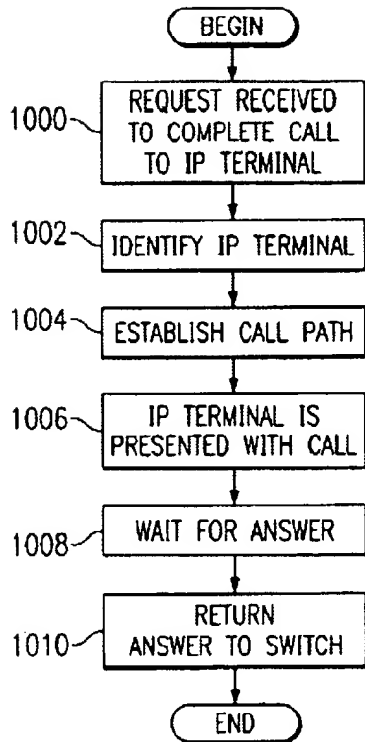 BEGIN
1000
REQUEST RECEIVED
TO COMPLETE CALL
TO IP TERMINAL
1002
IDENTIFY IP TERMINAL
1004
ESTABLISH CALL PATH
1006
IP TERMINAL IS
PRESENTED WITH CALL
1008
WAIT FOR ANSWER
1010
RETURN
ANSWER TO SWITCH
END